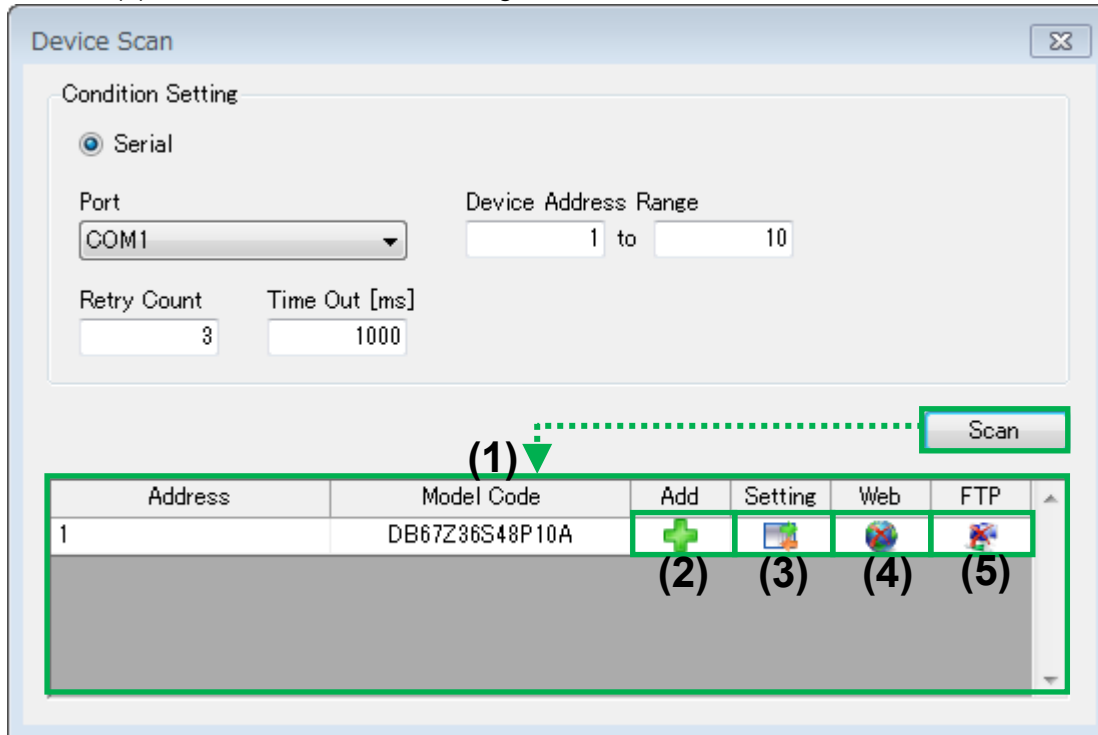 Device Scan
Condition Setting
Serial
Port
Device Address Range
COM1
1 to 10
Retry Count
Time Out [ms]
3
1000
Scan
(1)
Address Model Code Add Setting Web FTP
1 DB67Z36S48P10A
(2) (3) (4) (5)